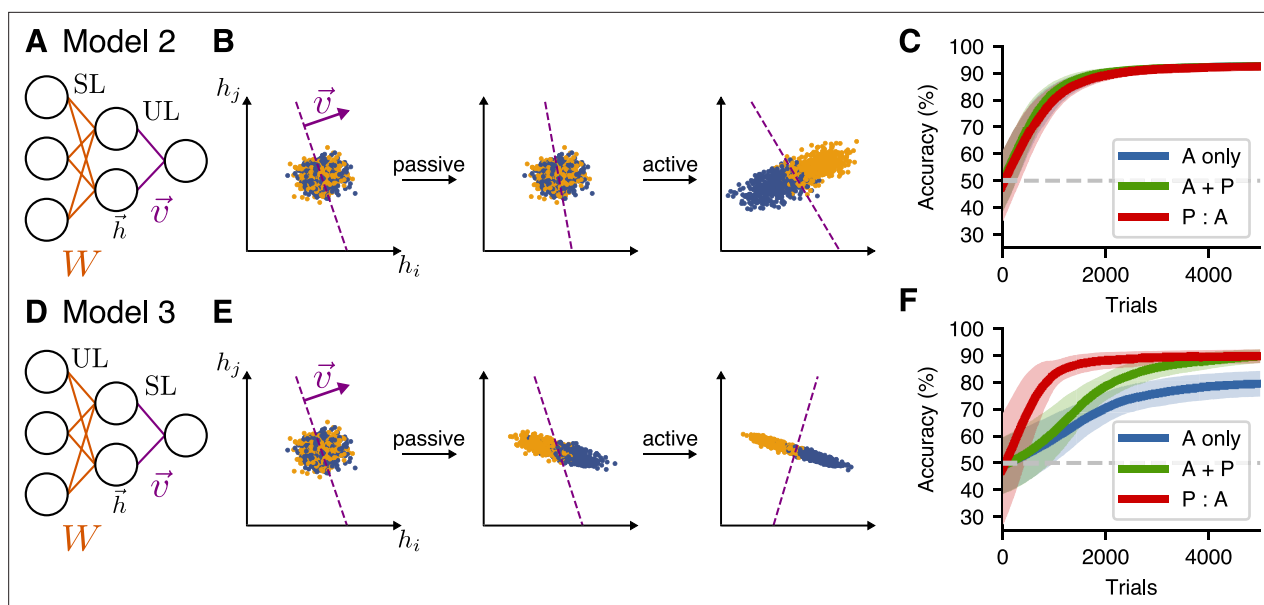 A Model 2
SL
UL
h⃗
v⃗
W
B
h_j
v⃗
h_i
passive
active
C
Accuracy (%)
100
90
80
70
60
50
40
30
A only
A + P
P : A
0
2000
4000
Trials
D Model 3
UL
SL
h⃗
v⃗
W
E
h_j
v⃗
h_i
passive
active
F
Accuracy (%)
100
90
80
70
60
50
40
30
A only
A + P
P : A
0
2000
4000
Trials